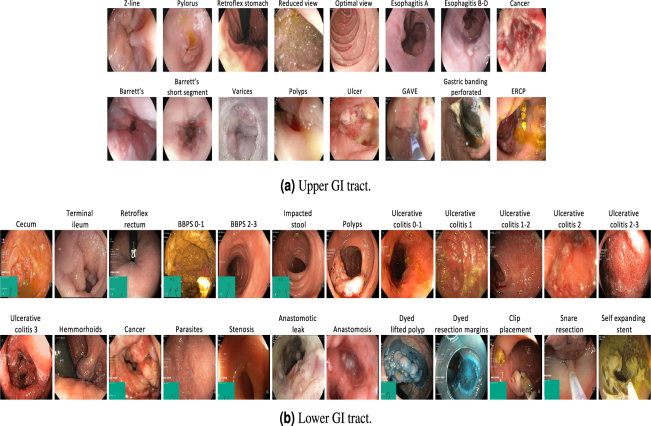 Z-line Pylorus Retroflex stomach Reduced view Optimal view Esophagitis A Esophagitis B-D Cancer
Barrett's Barrett's short segment Varices Polyps Ulcer GAVE Gastric banding perforated ERCP
(a) Upper GI tract.
Cecum Terminal ileum Retroflex rectum BBPS 0-1 BBPS 2-3 Impacted stool Polyps Ulcerative colitis 0-1 Ulcerative colitis 1 Ulcerative colitis 1-2 Ulcerative colitis 2 Ulcerative colitis 2-3
Ulcerative colitis 3 Hemmorhoids Cancer Parasites Stenosis Anastomotic leak Anastomosis Dyed lifted polyp Dyed resection margins Clip placement Snare resection Self expanding stent
(b) Lower GI tract.